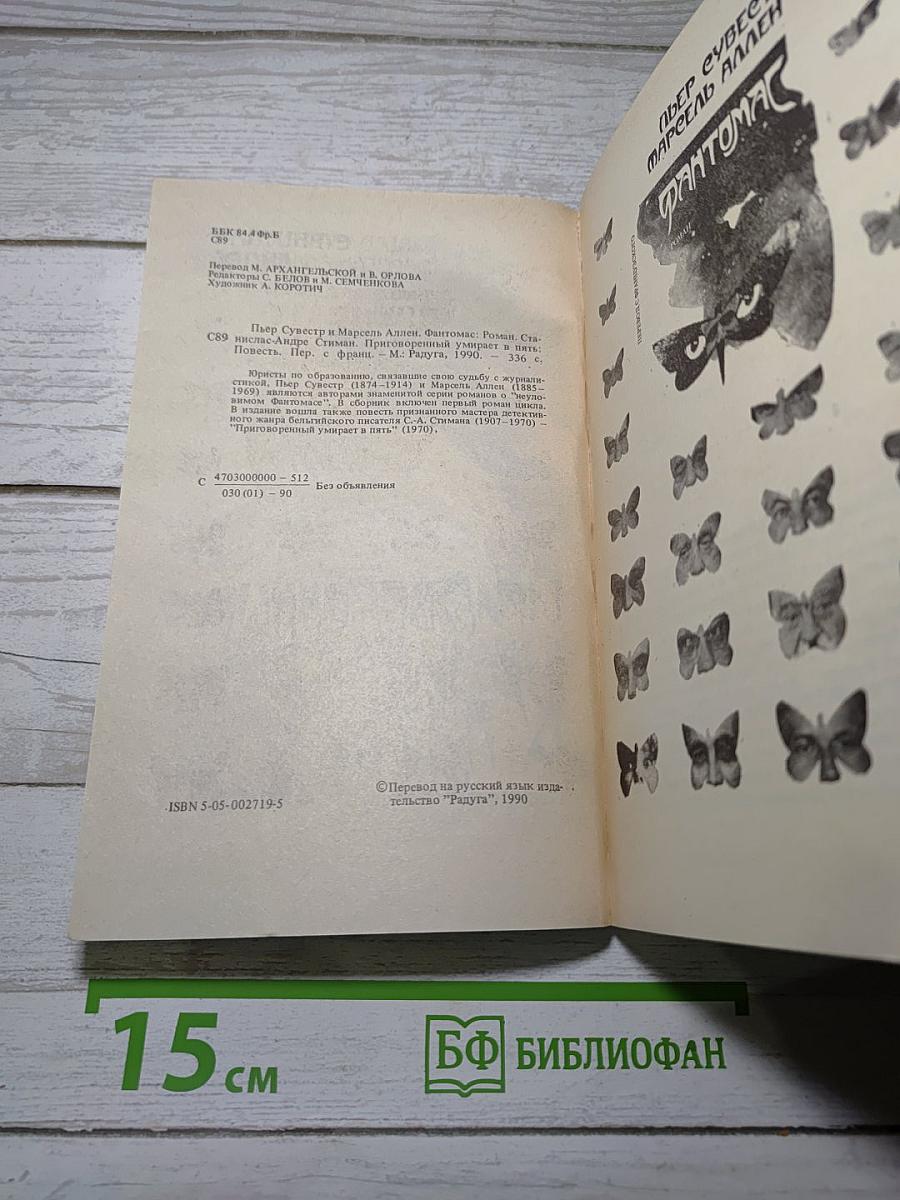 ББК 84.4 Фр.Б
С89
Перевод М. АРХАНГЕЛЬСКОЙ и В. ОРЛОВА
Редакторы С. БЕЛОВ и М. СЕМЧЕНКОВА
Художник А. КОРОТИЧ
Пьер Сувестр и Марсель Аллен. Фантомас: Роман. Ста-
С89 нислас-Андре Стиман. Приговоренный умирает в пять:
Повесть. Пер. с франц. – М.: Радуга, 1990. – 336 с.
Юристы по образованию, связавшие свою судьбу с журнали-
стикой, Пьер Сувестр (1874–1914) и Марсель Аллен (1885–
1969) являются авторами знаменитой серии романов о "неуло-
вимом Фантомасе". В сборник включен первый роман цикла.
В издание вошла также повесть признанного мастера детектив-
ного жанра бельгийского писателя С.-А. Стимана (1907–1970) –
"Приговоренный умирает в пять" (1970).
С 4703000000 – 512
030 (01) – 90 Без объявления
ISBN 5-05-002719-5
© Перевод на русский язык изда-
тельство "Радуга", 1990
ПЬЕР СУВЕСТ
МАРСЕЛЬ АЛЛЕН
ФАНТОМАС
РОМАН
15 см
БФ БИБЛИОФАН